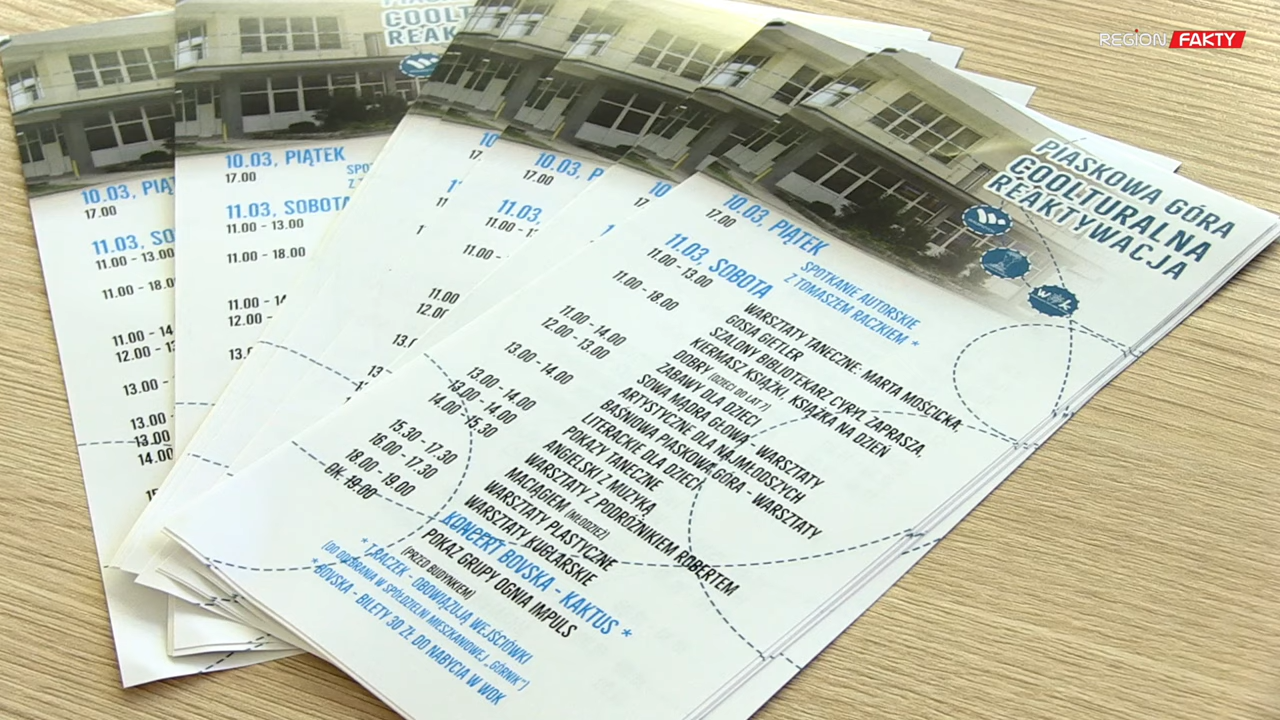 REGION FAKTY
PIASKOWA GÓRA
COOLTURALNA
REAKTYWACJA
10.03, PIĄTEK
17.00
SPOTKANIE AUTORSKIE
Z TOMASZEM RACZKIEM *
11.03, SOBOTA
11.00 - 13.00
WARSZTATY TANECZNE: MARTA MOŚCICKA,
GOSIA GIETLER
11.00 - 18.00
SZALONY BIBLIOTEKARZ CYRYL ZAPRASZA,
KIERMASZ KSIĄŻKI, KSIĄŻKA NA DZIEŃ
DOBRY (DZIECI DO LAT 7)
11.00 - 14.00
ZABAWY DLA DZIECI
12.00 - 13.00
SOWA MĄDRA GŁOWA - WARSZTATY
ARTYSTYCZNE DLA NAJMŁODSZYCH
13.00 - 14.00
BAŚNIOWA PIASKOWA GÓRA - WARSZTATY
LITERACKIE DLA DZIECI
13.00 - 14.00
POKAZY TANECZNE
13.00 - 14.00
ANGIELSKI Z MUZYKĄ
14.00 - 15.30
WARSZTATY Z PODRÓŻNIKIEM ROBERTEM
MACIĄGIEM (MŁODZIEŻ)
15.30 - 17.30
WARSZTATY PLASTYCZNE
16.00 - 17.30
WARSZTATY KUGLARSKIE
18.00 - 19.00
KONCERT BOVSKA - KAKTUS *
OK. 19:00
POKAZ GRUPY OGNIA IMPULS
(PRZED BUDYNKIEM)
* T.RACZEK - OBOWIĄZUJĄ WEJŚCIÓWKI
(DO ODEBRANIA W SPÓŁDZIELNI MIESZKANIOWEJ „GÓRNIK")
* BOVSKA - BILETY 30 ZŁ DO NABYCIA W WOK